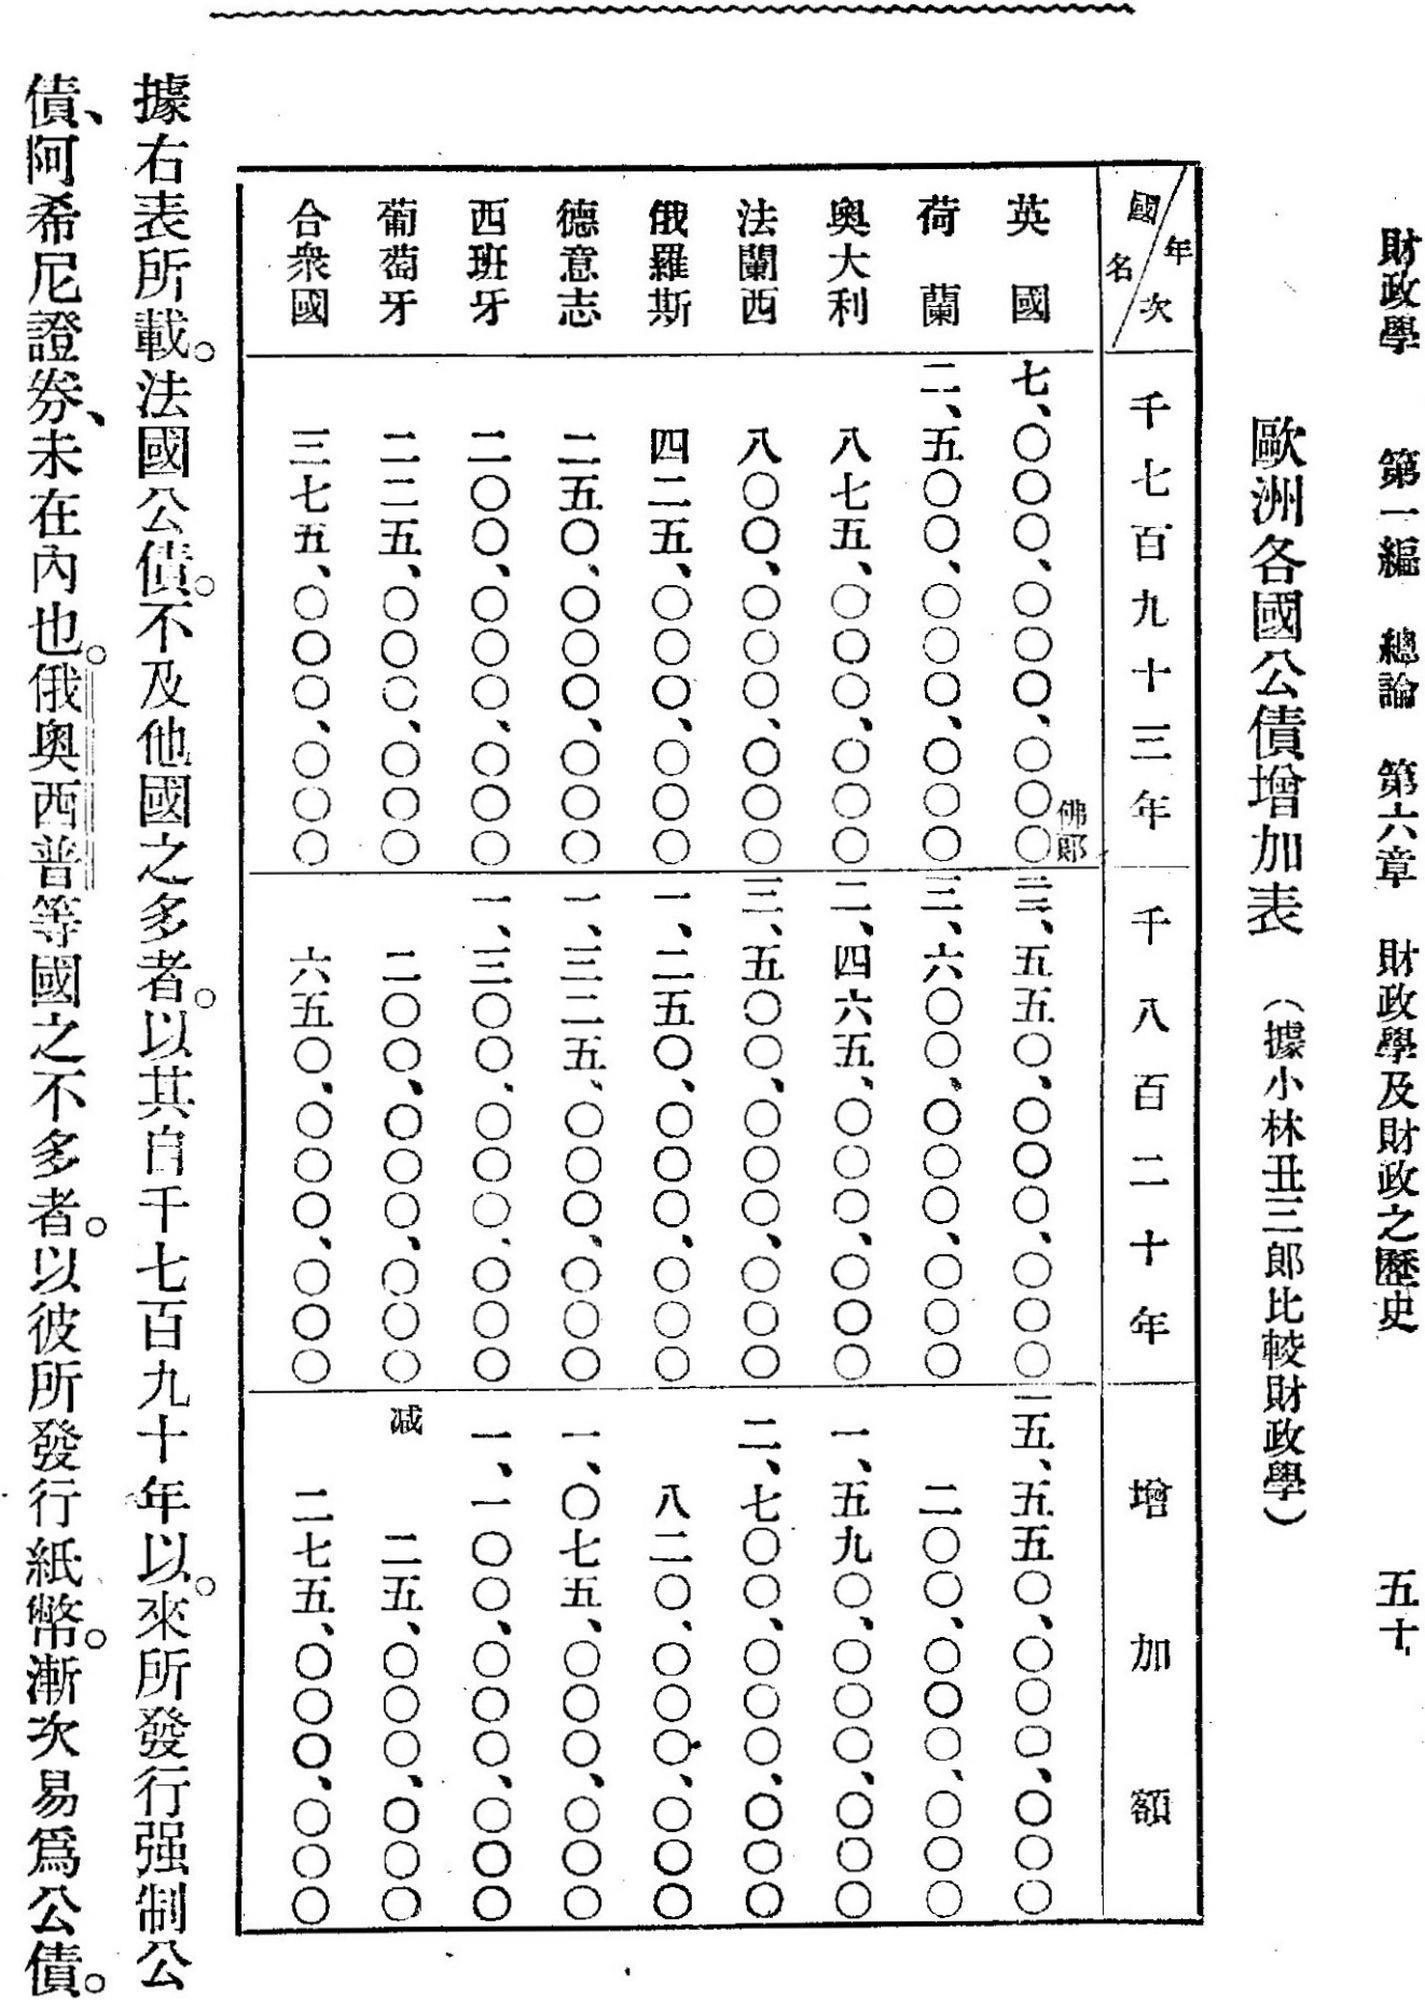 財政學　第一編　總論　第六章　財政學及財政之歷史　五十
歐洲各國公債增加表　（據小林丑三郎比較財政學）
國名　年次　千七百九十三年　千八百二十年　增加額
英國　七、〇〇〇、〇〇〇、〇〇〇佛郎　二二、五五〇、〇〇〇、〇〇〇　一五、五五〇、〇〇〇、〇〇〇
荷蘭　二、五〇〇、〇〇〇、〇〇〇　三、六〇〇、〇〇〇、〇〇〇　二〇〇、〇〇〇、〇〇〇
奧大利　八七五、〇〇〇、〇〇〇　二、四六五、〇〇〇、〇〇〇　一、五九〇、〇〇〇、〇〇〇
法蘭西　八〇〇、〇〇〇、〇〇〇　三、五〇〇、〇〇〇、〇〇〇　二、七〇〇、〇〇〇、〇〇〇
俄羅斯　四二五、〇〇〇、〇〇〇　一、二五〇、〇〇〇、〇〇〇　八二〇、〇〇〇、〇〇〇
德意志　二五〇、〇〇〇、〇〇〇　一、三二五、〇〇〇、〇〇〇　一、〇七五、〇〇〇、〇〇〇
西班牙　二〇〇、〇〇〇、〇〇〇　一、三〇〇、〇〇〇、〇〇〇　一、一〇〇、〇〇〇、〇〇〇
葡萄牙　二二五、〇〇〇、〇〇〇　二〇〇、〇〇〇、〇〇〇　減　二五、〇〇〇、〇〇〇
合衆國　三七五、〇〇〇、〇〇〇　六五〇、〇〇〇、〇〇〇　二七五、〇〇〇、〇〇〇
據右表所載。法國公債。不及他國之多者。以其自千七百九十年以。來所發行强制公
債、阿希尼證券、未在內也。俄奧西普等國之不多者。以彼所發行紙幣。漸次易爲公債。